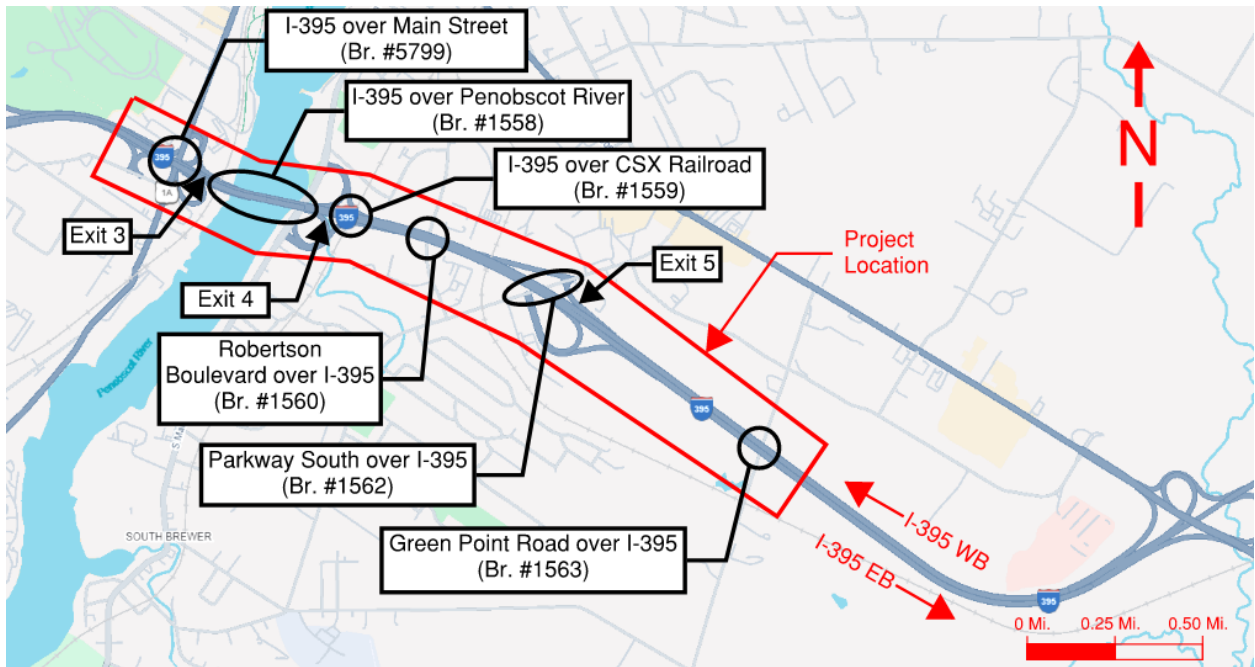 I-395 over Main Street
(Br. #5799)
I-395 over Penobscot River
(Br. #1558)
I-395 over CSX Railroad
(Br. #1559)
N
395
1A
395
Exit 3
Exit 4
Exit 5
Project
Location
Penobscot River
Robertson
Boulevard over I-395
(Br. #1560)
S Ma
395
Parkway South over I-395
(Br. #1562)
SOUTH BREWER
Green Point Road over I-395
(Br. #1563)
I-395 WB
I-395 EB
395
0 Mi.
0.25 Mi.
0.50 Mi.